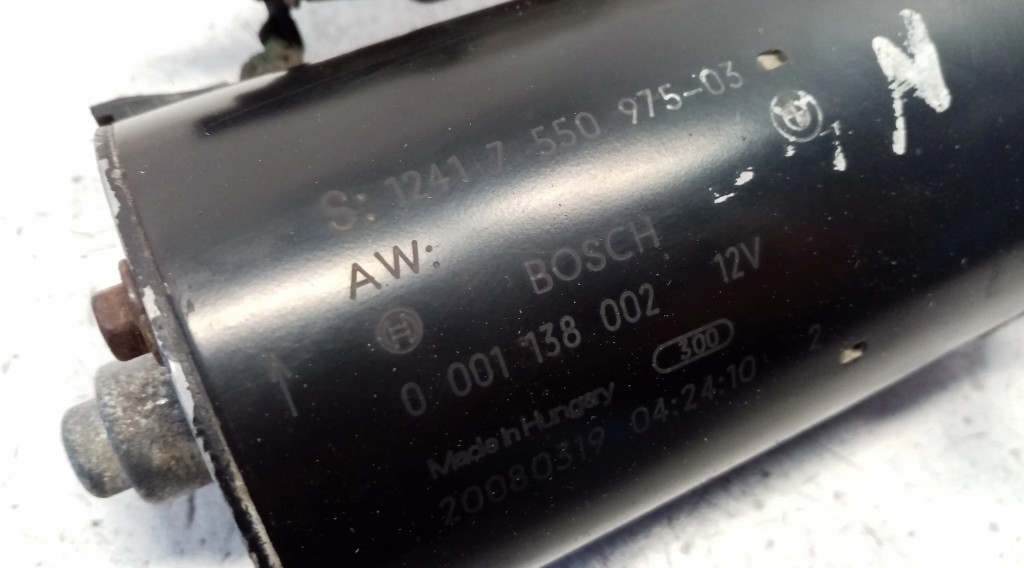 S: 1241 7 550 975-03
AW:
BOSCH
0 001 138 002 12V
300
Made in Hungary
20080319 04:24:10 2
N